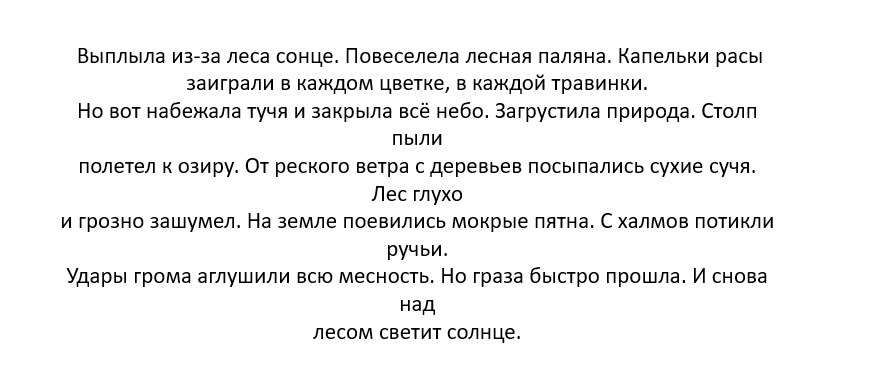 Выплыла из-за леса сонце. Повеселела лесная паляна. Капельки расы
заиграли в каждом цветке, в каждой травинки.
Но вот набежала тучя и закрыла всё небо. Загрустила природа. Столп
пыли
полетел к озиру. От реского ветра с деревьев посыпались сухие сучя.
Лес глухо
и грозно зашумел. На земле поевились мокрые пятна. С халмов потикли
ручьи.
Удары грома аглушили всю месность. Но граза быстро прошла. И снова
над
лесом светит солнце.